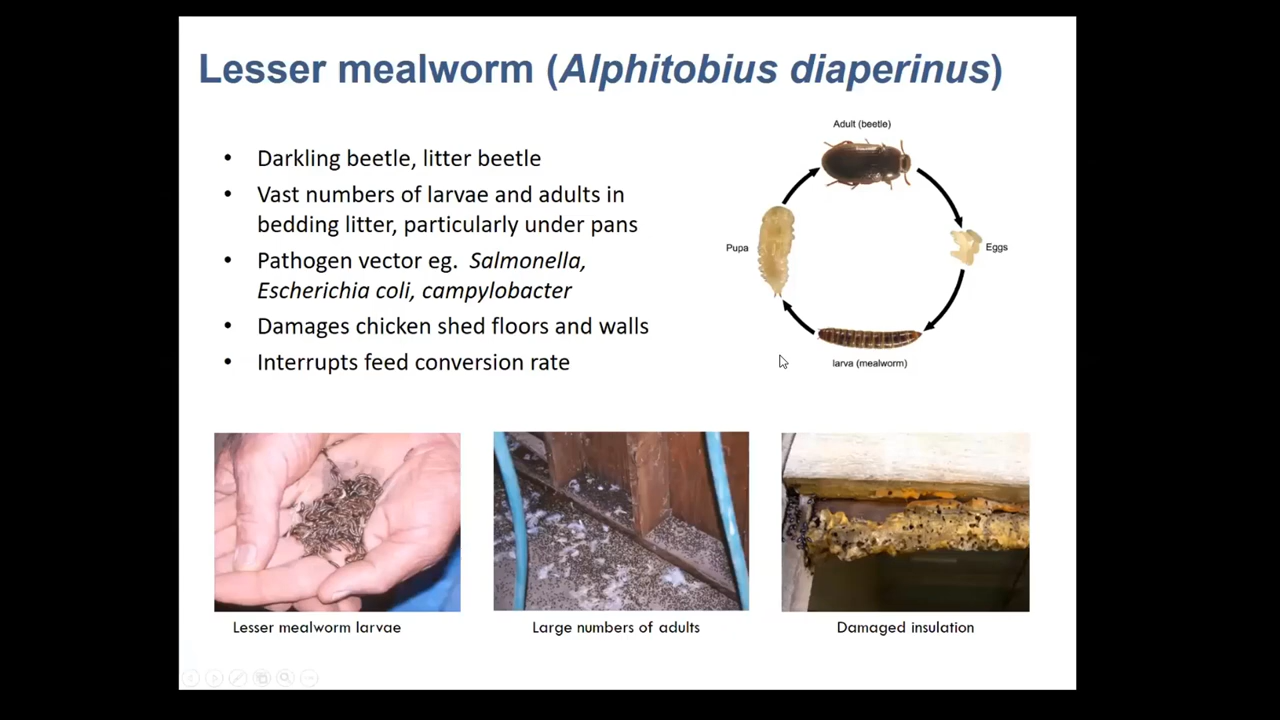 Lesser mealworm (Alphitobius diaperinus)
• Darkling beetle, litter beetle
• Vast numbers of larvae and adults in
bedding litter, particularly under pans
• Pathogen vector eg. Salmonella,
Escherichia coli, campylobacter
• Damages chicken shed floors and walls
• Interrupts feed conversion rate
Adult (beetle)
Pupa
Eggs
larva (mealworm)
Lesser mealworm larvae
Large numbers of adults
Damaged insulation